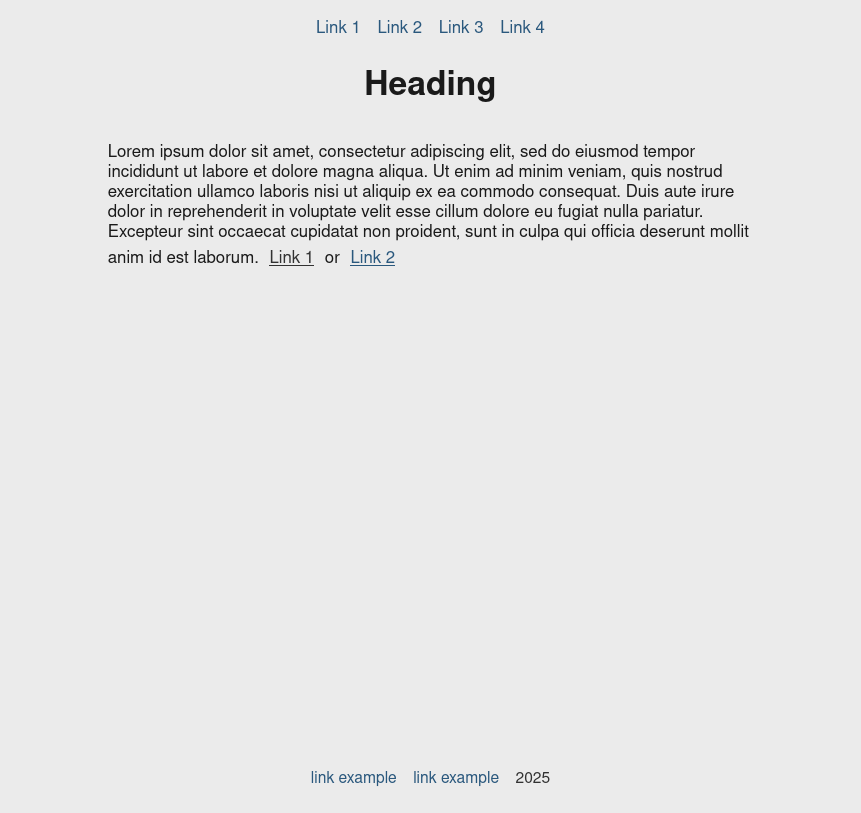 Link 1 Link 2 Link 3 Link 4
Heading
Lorem ipsum dolor sit amet, consectetur adipiscing elit, sed do eiusmod tempor
incididunt ut labore et dolore magna aliqua. Ut enim ad minim veniam, quis nostrud
exercitation ullamco laboris nisi ut aliquip ex ea commodo consequat. Duis aute irure
dolor in reprehenderit in voluptate velit esse cillum dolore eu fugiat nulla pariatur.
Excepteur sint occaecat cupidatat non proident, sunt in culpa qui officia deserunt mollit
anim id est laborum. Link 1 or Link 2
link example link example 2025